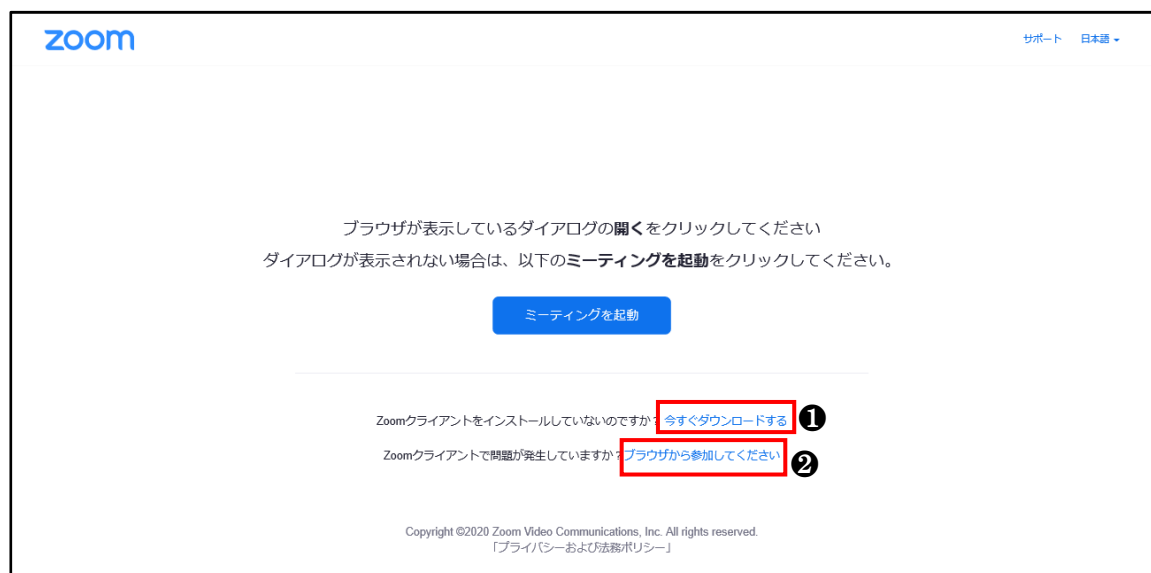 zoom
サポート 日本語
ブラウザが表示しているダイアログの開くをクリックしてください
ダイアログが表示されない場合は、以下のミーティングを起動をクリックしてください。
ミーティングを起動
Zoomクライアントをインストールしていないのですか? 今すぐダウンロードする ❶
Zoomクライアントで問題が発生していますか? ブラウザから参加してください ❷
Copyright ©2020 Zoom Video Communications, Inc. All rights reserved.
「プライバシーおよび法務ポリシー」